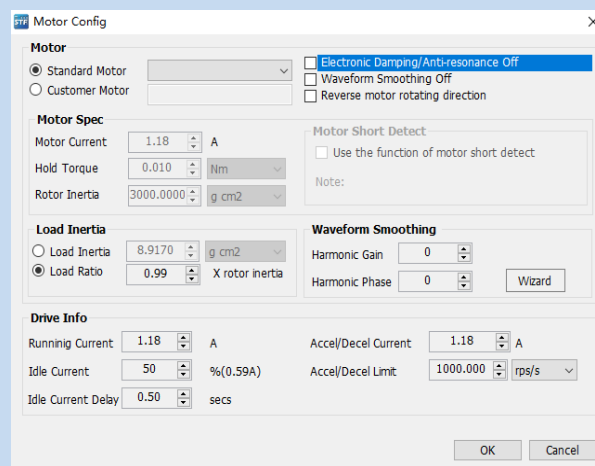 STF Motor Config
Motor
Standard Motor
Customer Motor
Electronic Damping/Anti-resonance Off
Waveform Smoothing Off
Reverse motor rotating direction
Motor Spec
Motor Current 1.18 A
Hold Torque 0.010 Nm
Rotor Inertia 3000.0000 g cm2
Motor Short Detect
Use the function of motor short detect
Note:
Load Inertia
Load Inertia 8.9170 g cm2
Load Ratio 0.99 X rotor inertia
Waveform Smoothing
Harmonic Gain 0
Harmonic Phase 0 Wizard
Drive Info
Runninig Current 1.18 A
Idle Current 50 %(0.59A)
Idle Current Delay 0.50 secs
Accel/Decel Current 1.18 A
Accel/Decel Limit 1000.000 rps/s
OK Cancel